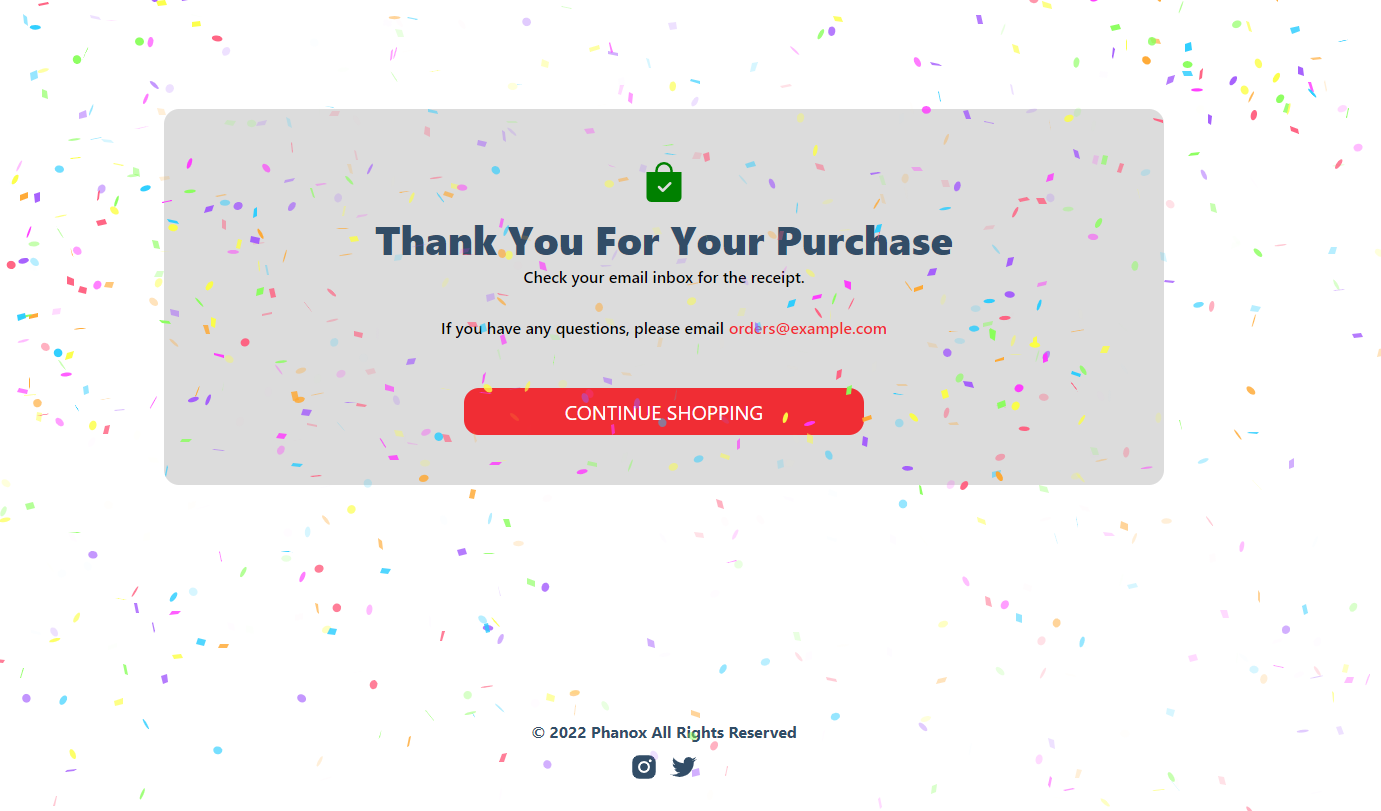 Thank You For Your Purchase
Check your email inbox for the receipt.
If you have any questions, please email orders@example.com
CONTINUE SHOPPING
© 2022 Phanox All Rights Reserved